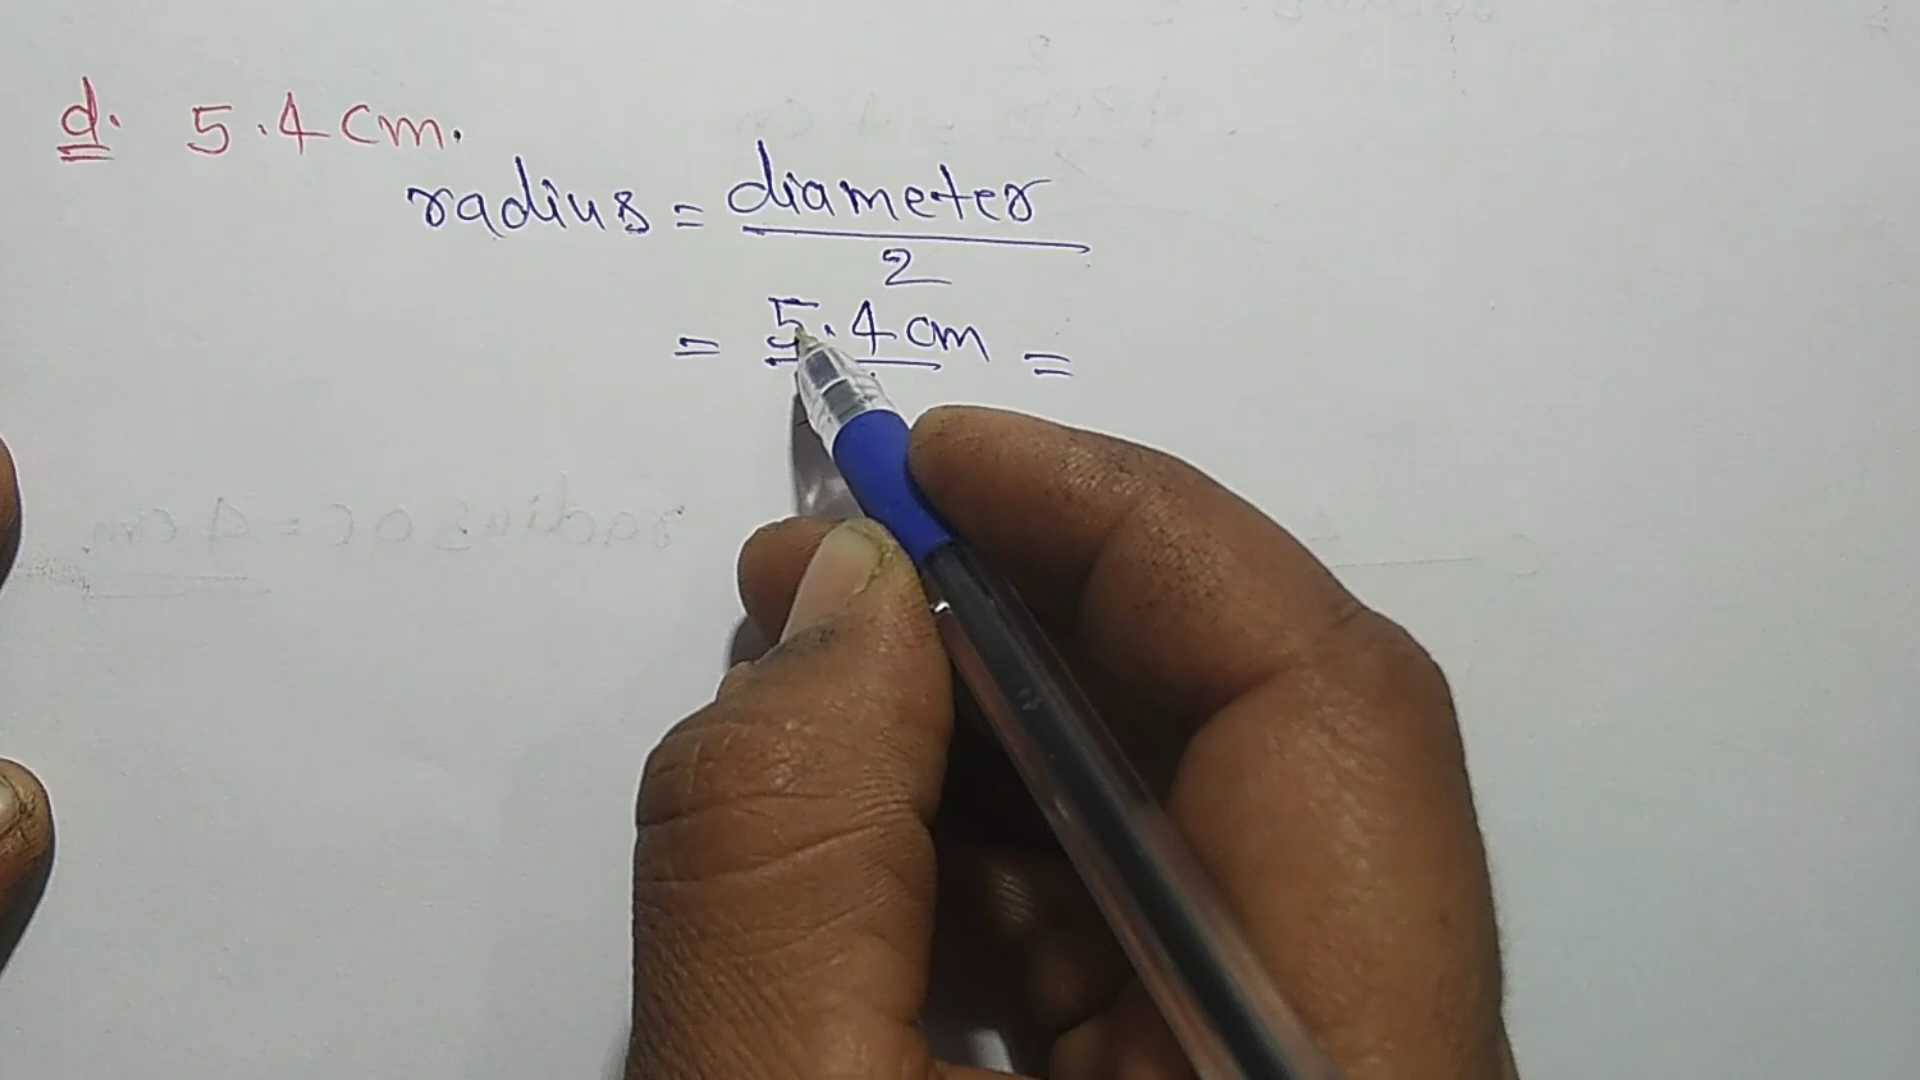 d. 5.4 cm.
radius = diameter
2
= 5.4 cm =